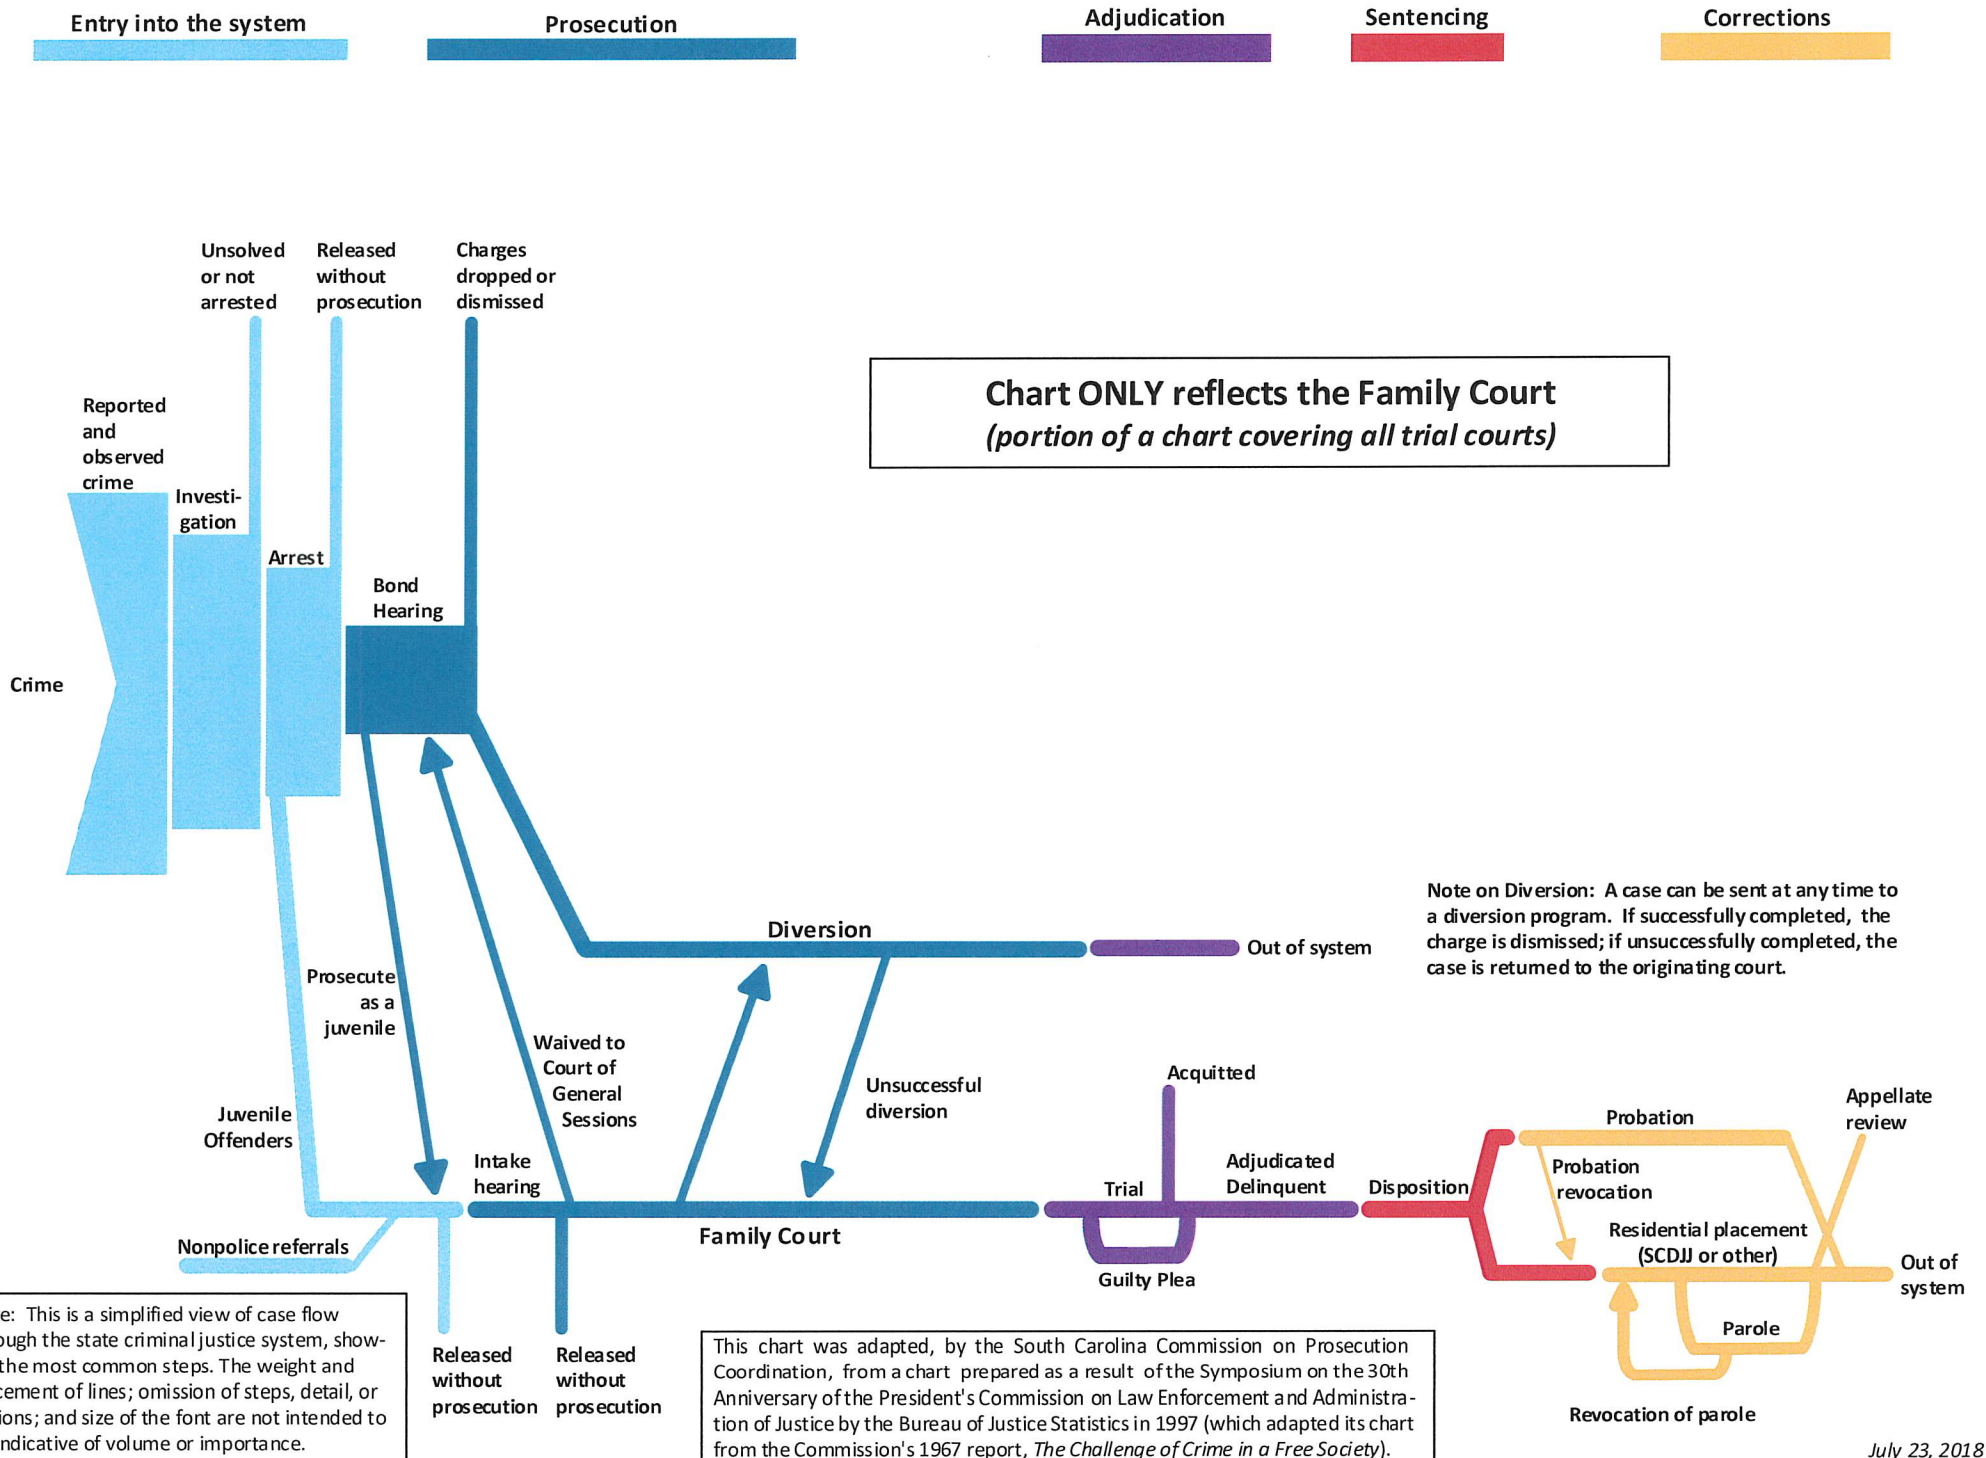 Entry into the system
Prosecution
Adjudication
Sentencing
Corrections
Unsolved
or not
arrested
Released
without
prosecution
Charges
dropped or
dismissed
Chart ONLY reflects the Family Court
(portion of a chart covering all trial courts)
Reported
and
observed
crime
Investi-
gation
Arrest
Bond
Hearing
Crime
Note on Diversion: A case can be sent at any time to
a diversion program. If successfully completed, the
charge is dismissed; if unsuccessfully completed, the
case is returned to the originating court.
Diversion
Out of system
Prosecute
as a
juvenile
Waived to
Court of
General
Sessions
Unsuccessful
diversion
Juvenile
Offenders
Intake
hearing
Family Court
Nonpolice referrals
Acquitted
Trial
Adjudicated
Delinquent
Guilty Plea
Disposition
Probation
Probation
revocation
Appellate
review
Residential placement
(SCDJJ or other)
Out of
system
Parole
Revocation of parole
Released
without
prosecution
Released
without
prosecution
e: This is a simplified view of case flow
ough the state criminal justice system, show-
the most common steps. The weight and
cement of lines; omission of steps, detail, or
ions; and size of the font are not intended to
ndicative of volume or importance.
This chart was adapted, by the South Carolina Commission on Prosecution
Coordination, from a chart prepared as a result of the Symposium on the 30th
Anniversary of the President's Commission on Law Enforcement and Administra-
tion of Justice by the Bureau of Justice Statistics in 1997 (which adapted its chart
from the Commission's 1967 report, The Challenge of Crime in a Free Society).
July 23, 2018